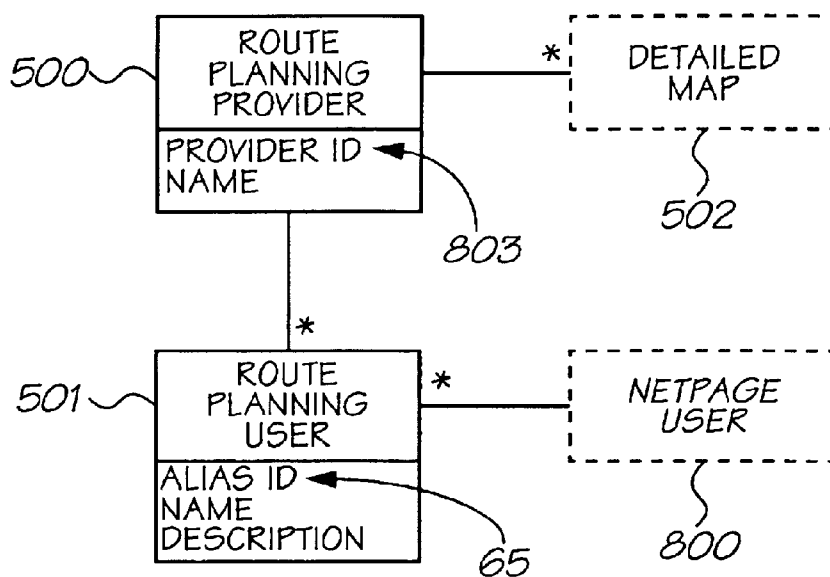 500
ROUTE
PLANNING
PROVIDER
*
DETAILED
MAP
PROVIDER ID
NAME
803
502
*
501
ROUTE
PLANNING
USER
*
NETPAGE
USER
ALIAS ID
NAME
DESCRIPTION
65
800